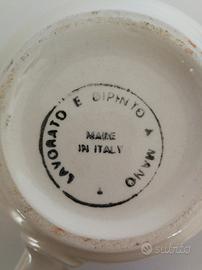 LAVORATO E DIPINTO A MANO
MADE
IN ITALY
subito